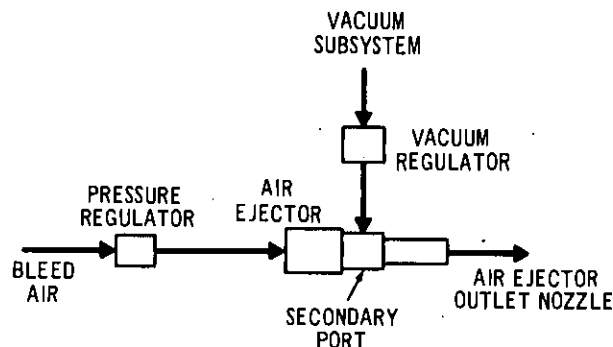 VACUUM
SUBSYSTEM
VACUUM
REGULATOR
AIR
EJECTOR
PRESSURE
REGULATOR
BLEED
AIR
SECONDARY
PORT
AIR EJECTOR
OUTLET NOZZLE